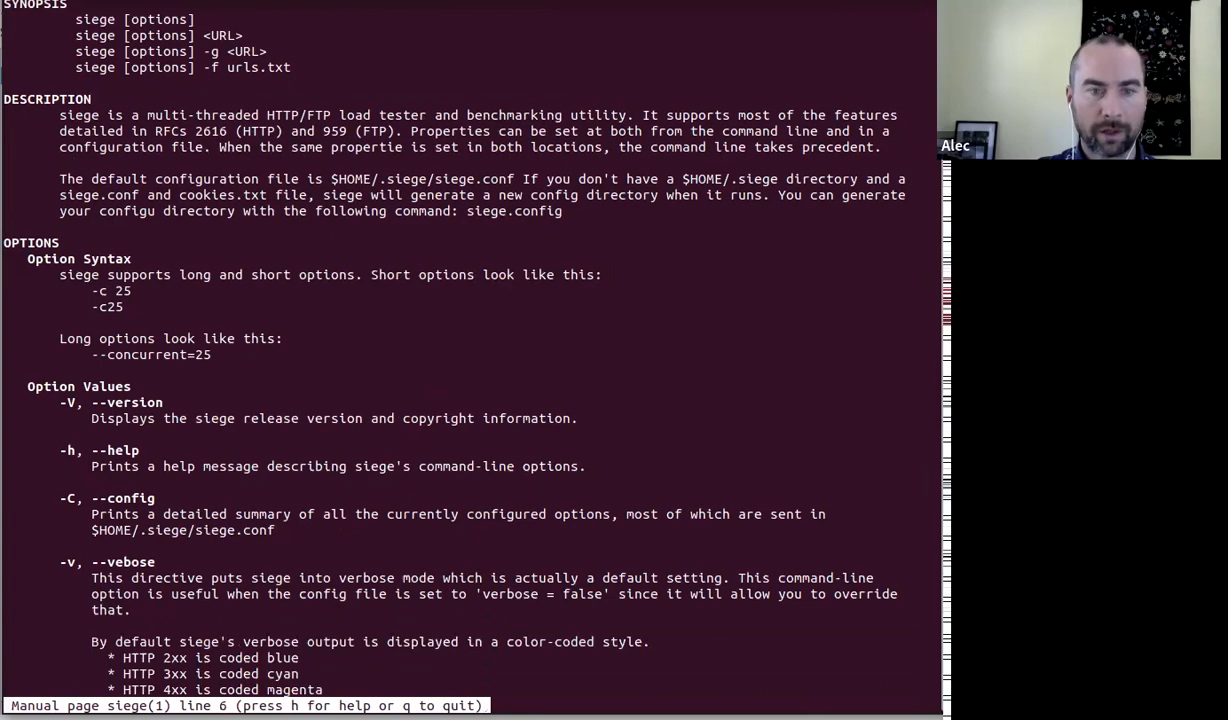 SYNOPSIS
siege [options]
siege [options] <URL>
siege [options] -g <URL>
siege [options] -f urls.txt
DESCRIPTION
siege is a multi-threaded HTTP/FTP load tester and benchmarking utility. It supports most of the features
detailed in RFCs 2616 (HTTP) and 959 (FTP). Properties can be set at both from the command line and in a
configuration file. When the same propertie is set in both locations, the command line takes precedent.
The default configuration file is $HOME/.siege/siege.conf If you don't have a $HOME/.siege directory and a
siege.conf and cookies.txt file, siege will generate a new config directory when it runs. You can generate
your configu directory with the following command: siege.config
OPTIONS
Option Syntax
siege supports long and short options. Short options look like this:
-c 25
-c25
Long options look like this:
--concurrent=25
Option Values
-V, --version
Displays the siege release version and copyright information.
-h, --help
Prints a help message describing siege's command-line options.
-C, --config
Prints a detailed summary of all the currently configured options, most of which are sent in
$HOME/.siege/siege.conf
-v, --vebose
This directive puts siege into verbose mode which is actually a default setting. This command-line
option is useful when the config file is set to 'verbose = false' since it will allow you to override
that.
By default siege's verbose output is displayed in a color-coded style.
* HTTP 2xx is coded blue
* HTTP 3xx is coded cyan
* HTTP 4xx is coded magenta
Manual page siege(1) line 6 (press h for help or q to quit)
Alec